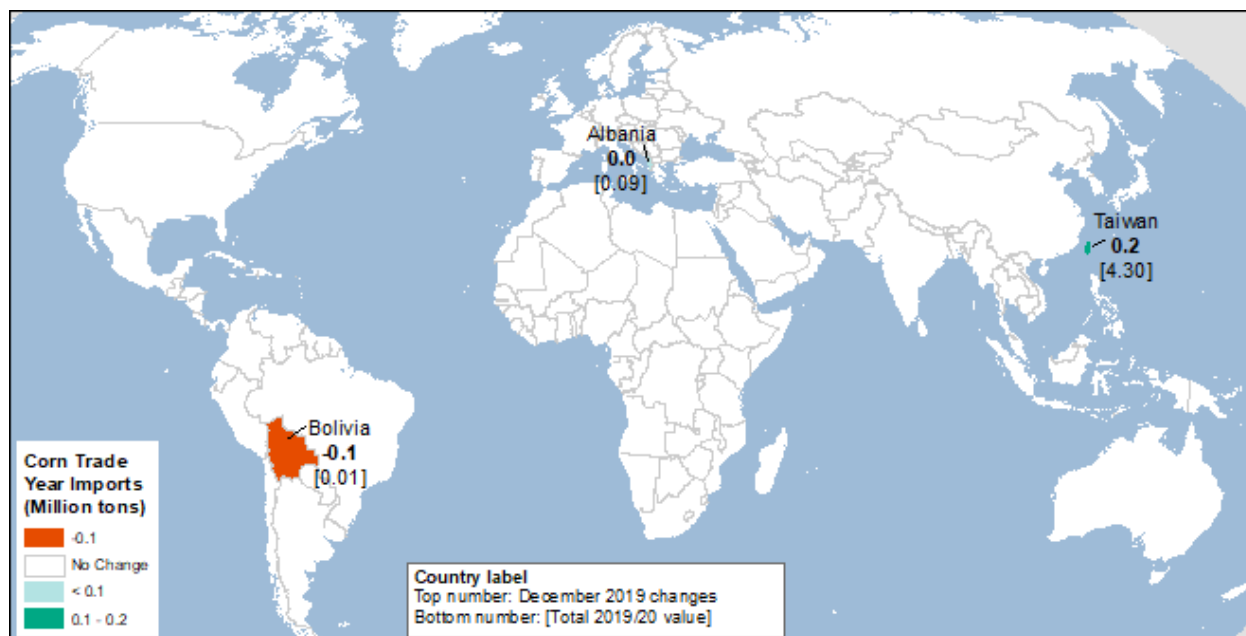 Albania
0.0
[0.09]
Taiwan
0.2
[4.30]
Bolivia
-0.1
[0.01]
Corn Trade
Year Imports
(Million tons)
-0.1
No Change
< 0.1
0.1 - 0.2
Country label
Top number: December 2019 changes
Bottom number: [Total 2019/20 value]